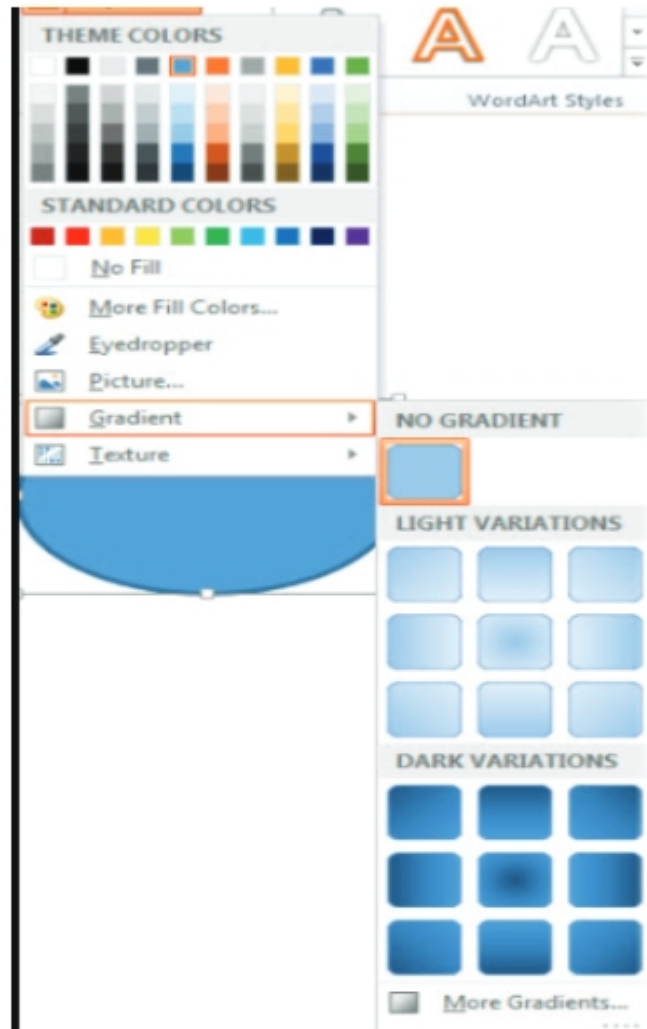 THEME COLORS
WordArt Styles
STANDARD COLORS
No Fill
More Fill Colors...
Eyedropper
Picture...
Gradient
Texture
NO GRADIENT
LIGHT VARIATIONS
DARK VARIATIONS
More Gradients...